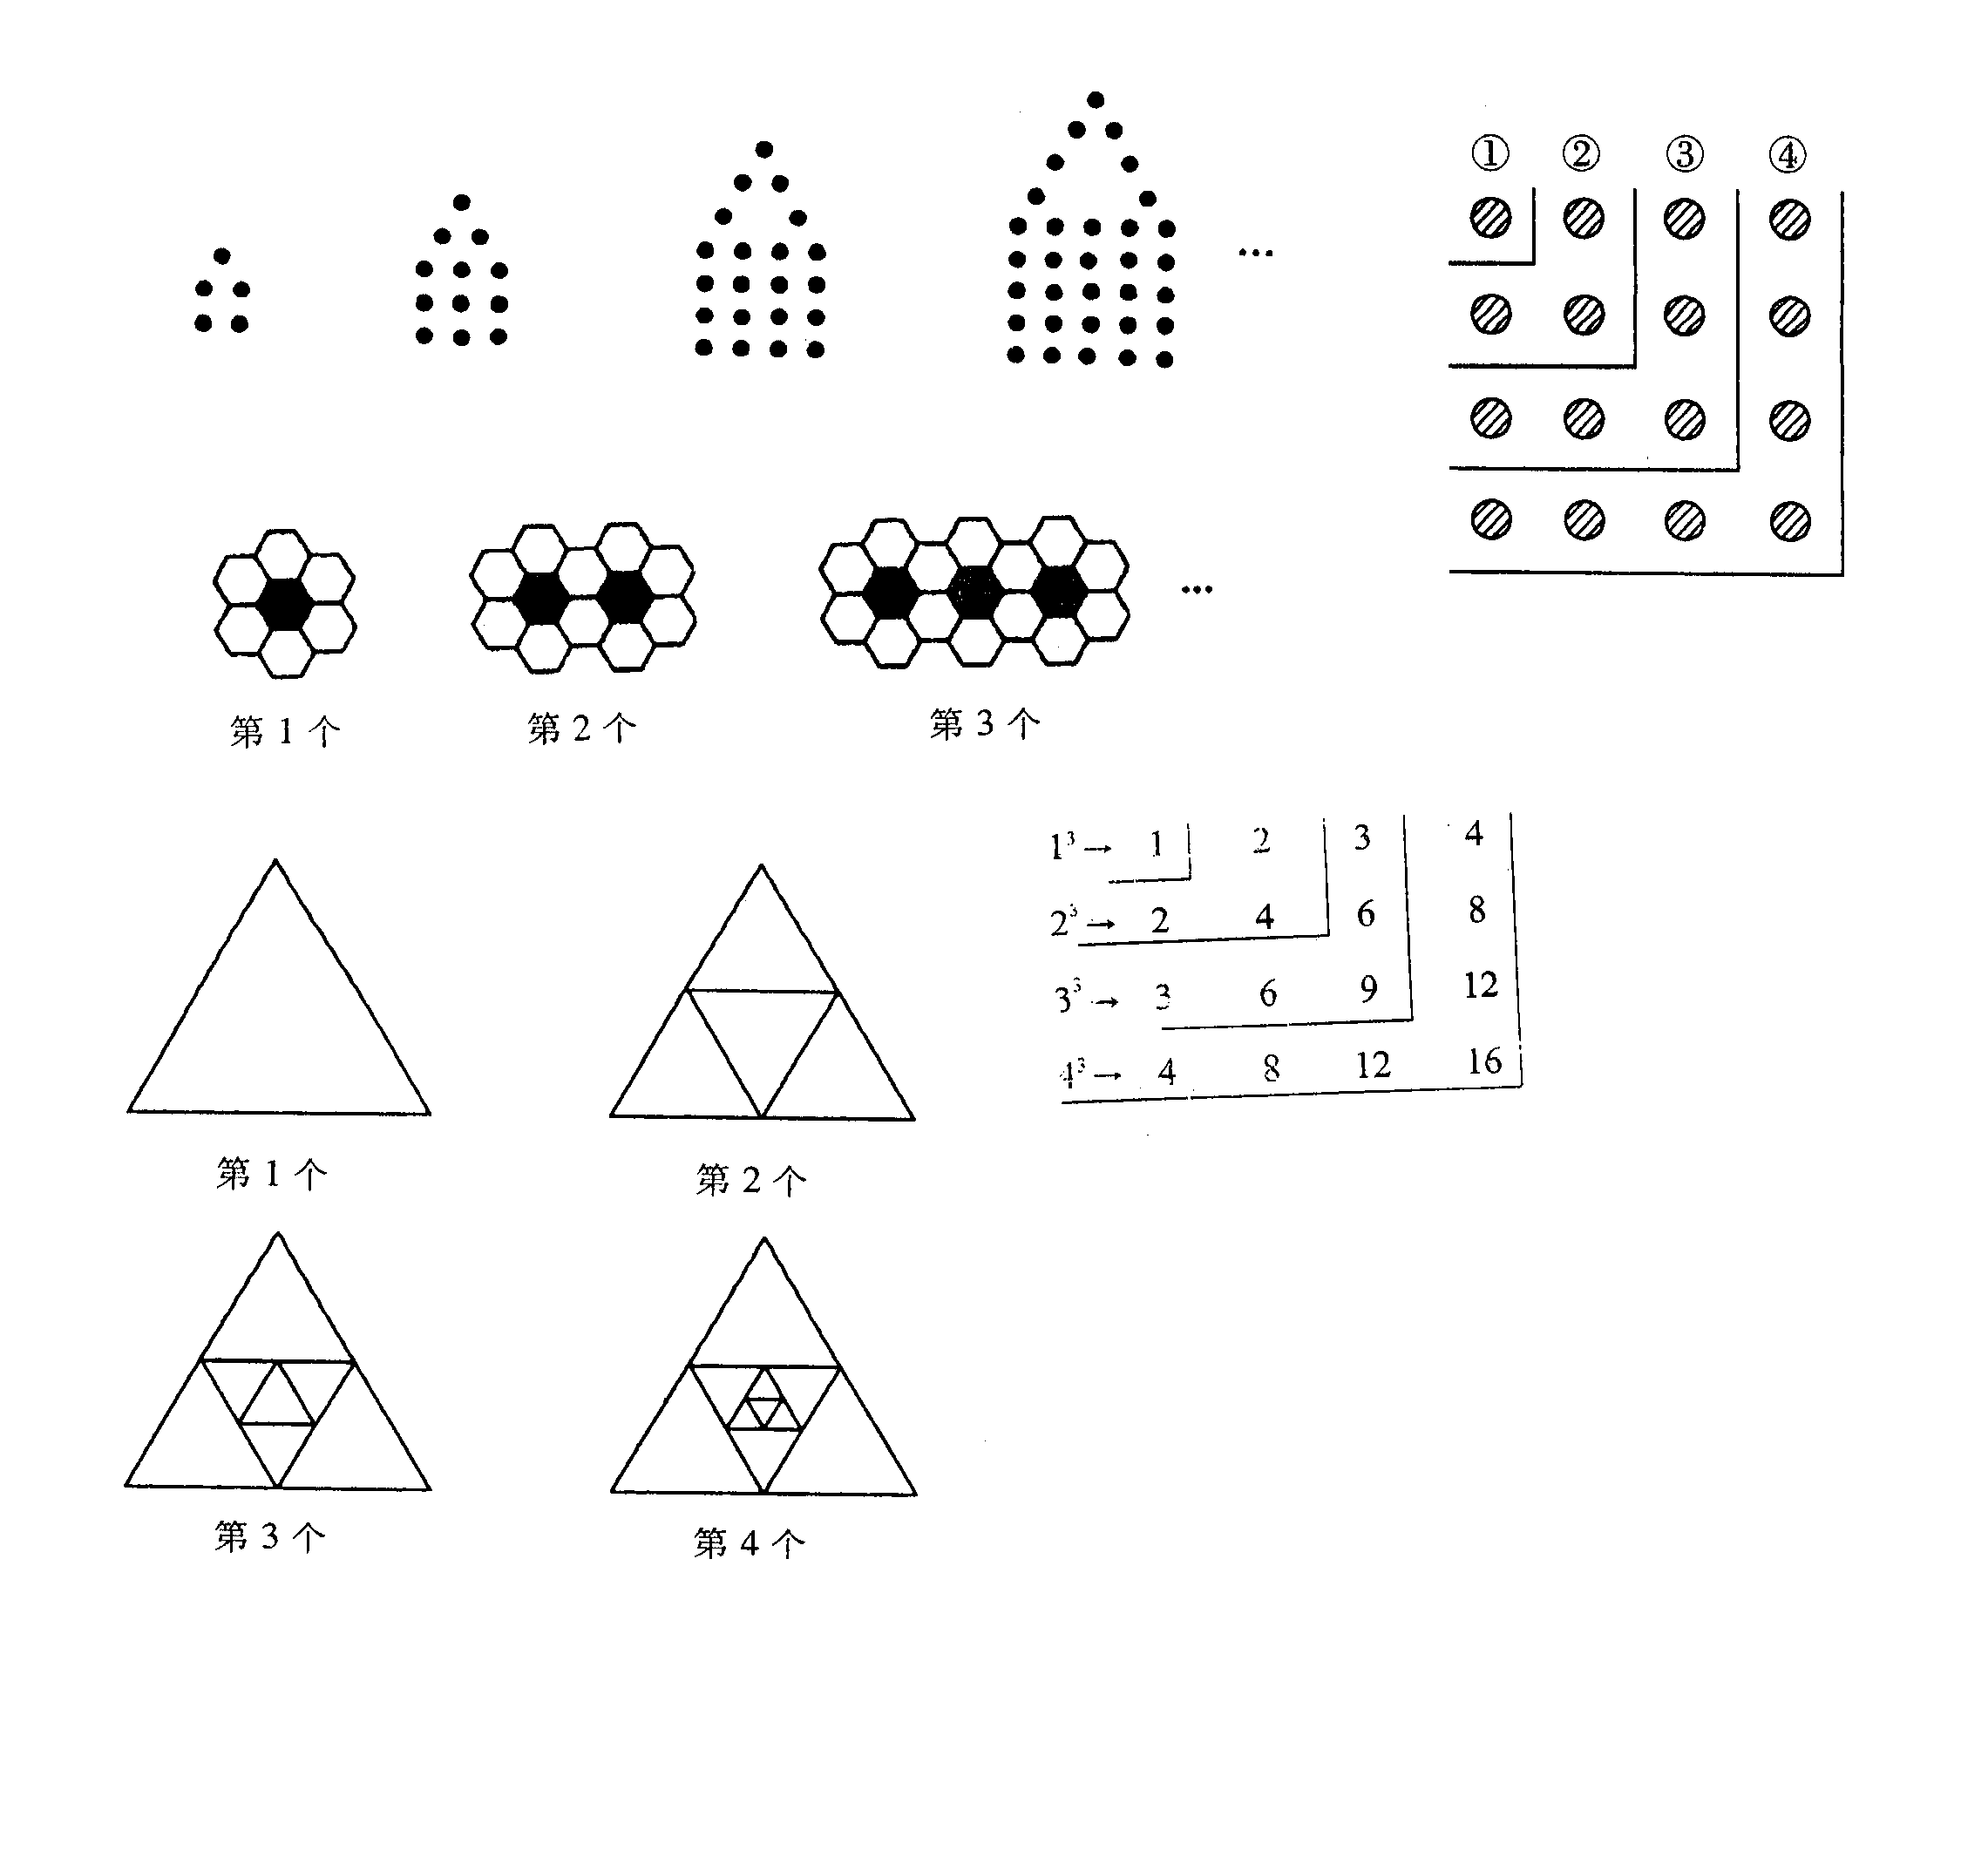 ① ② ③ ④
…
…
第 1 个 第 2 个 第 3 个
1³→ 1 2 3 4
2³→ 2 4 6 8
3³→ 3 6 9 12
4³→ 4 8 12 16
第 1 个 第 2 个
第 3 个 第 4 个